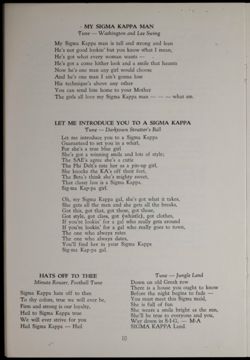 MY SIGMA KAPPA MAN
Tune — Washington and Lee Swing
My Sigma Kappa man is tall and strong and lean
He's not good lookin' but you know what I mean,
He's got what every woman wants —
He's got a come hither look and a smile that haunts
Now he's one man any girl would choose
And he's one man I ain't gonna lose
His technique's above any other
You can send him home to your Mother
The girls all love my Sigma Kappa man — — — what am.
LET ME INTRODUCE YOU TO A SIGMA KAPPA
Tune — Darktown Strutter's Ball
Let me introduce you to a Sigma Kappa
Guaranteed to set you in a whirl,
For she's a true blue girl
She's got a winning smile and lots of style;
The SAE's agree she's a cutie
The Phi Delt's rate her as a pin-up girl,
She knocks the KA's off their feet,
The Beta's think she's mighty sweet,
That classy lass is a Sigma Kappa,
Sig-ma Kap-pa girl.
Oh, my Sigma Kappa gal, she's got what it takes,
She gets all the men and she gets all the breaks,
Got this, got that, got these, got those,
Got style, got class, got (whistle), got clothes,
If you're lookin' for a gal who really gets around
If you're lookin' for a gal who really goes to town,
The one who always rates
The one who always dates,
You'll find her in your Sigma Kappa
Sig-ma Kap-pa gal.
HATS OFF TO THEE
Minute Rouser, Football Tune
Sigma Kappa hats off to thee
To thy colors, true we will ever be,
Firm and strong is our loyalty,
Hail to Sigma Kappa true
We will ever strive for you
Hail Sigma Kappa — Hail
Tune — Jungle Land
Down on old Greek row
There is a house you ought to know
Before the night begins to fade —
You must meet this Sigma maid,
She is full of fun
She wears a smile bright as the sun,
She'll be true to everyone and you,
Way down in S-I-G, — M-A
SIGMA KAPPA Land.
10